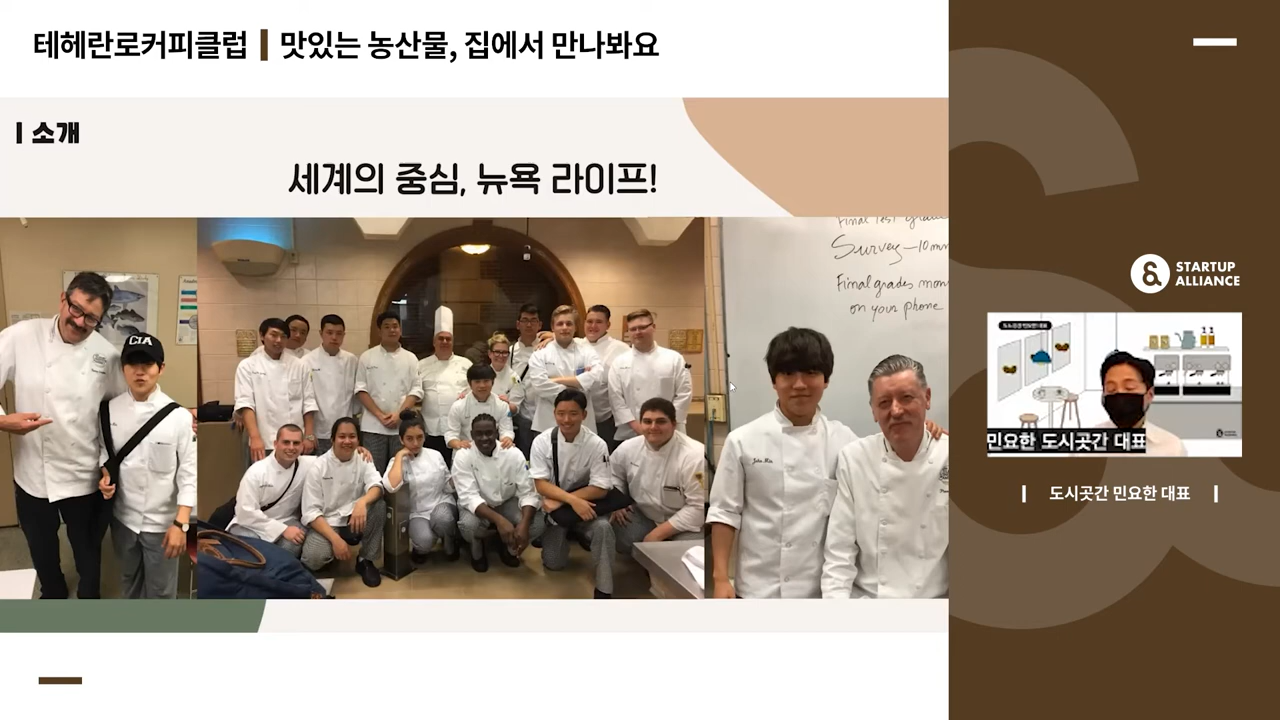 테헤란로커피클럽 | 맛있는 농산물, 집에서 만나봐요
| 소개
세계의 중심, 뉴욕 라이프!
CIA
Survey - 10 min
Final grades mom
on your phone
STARTUP
ALLIANCE
민요한 도시곳간 대표
| 도시곳간 민요한 대표 |